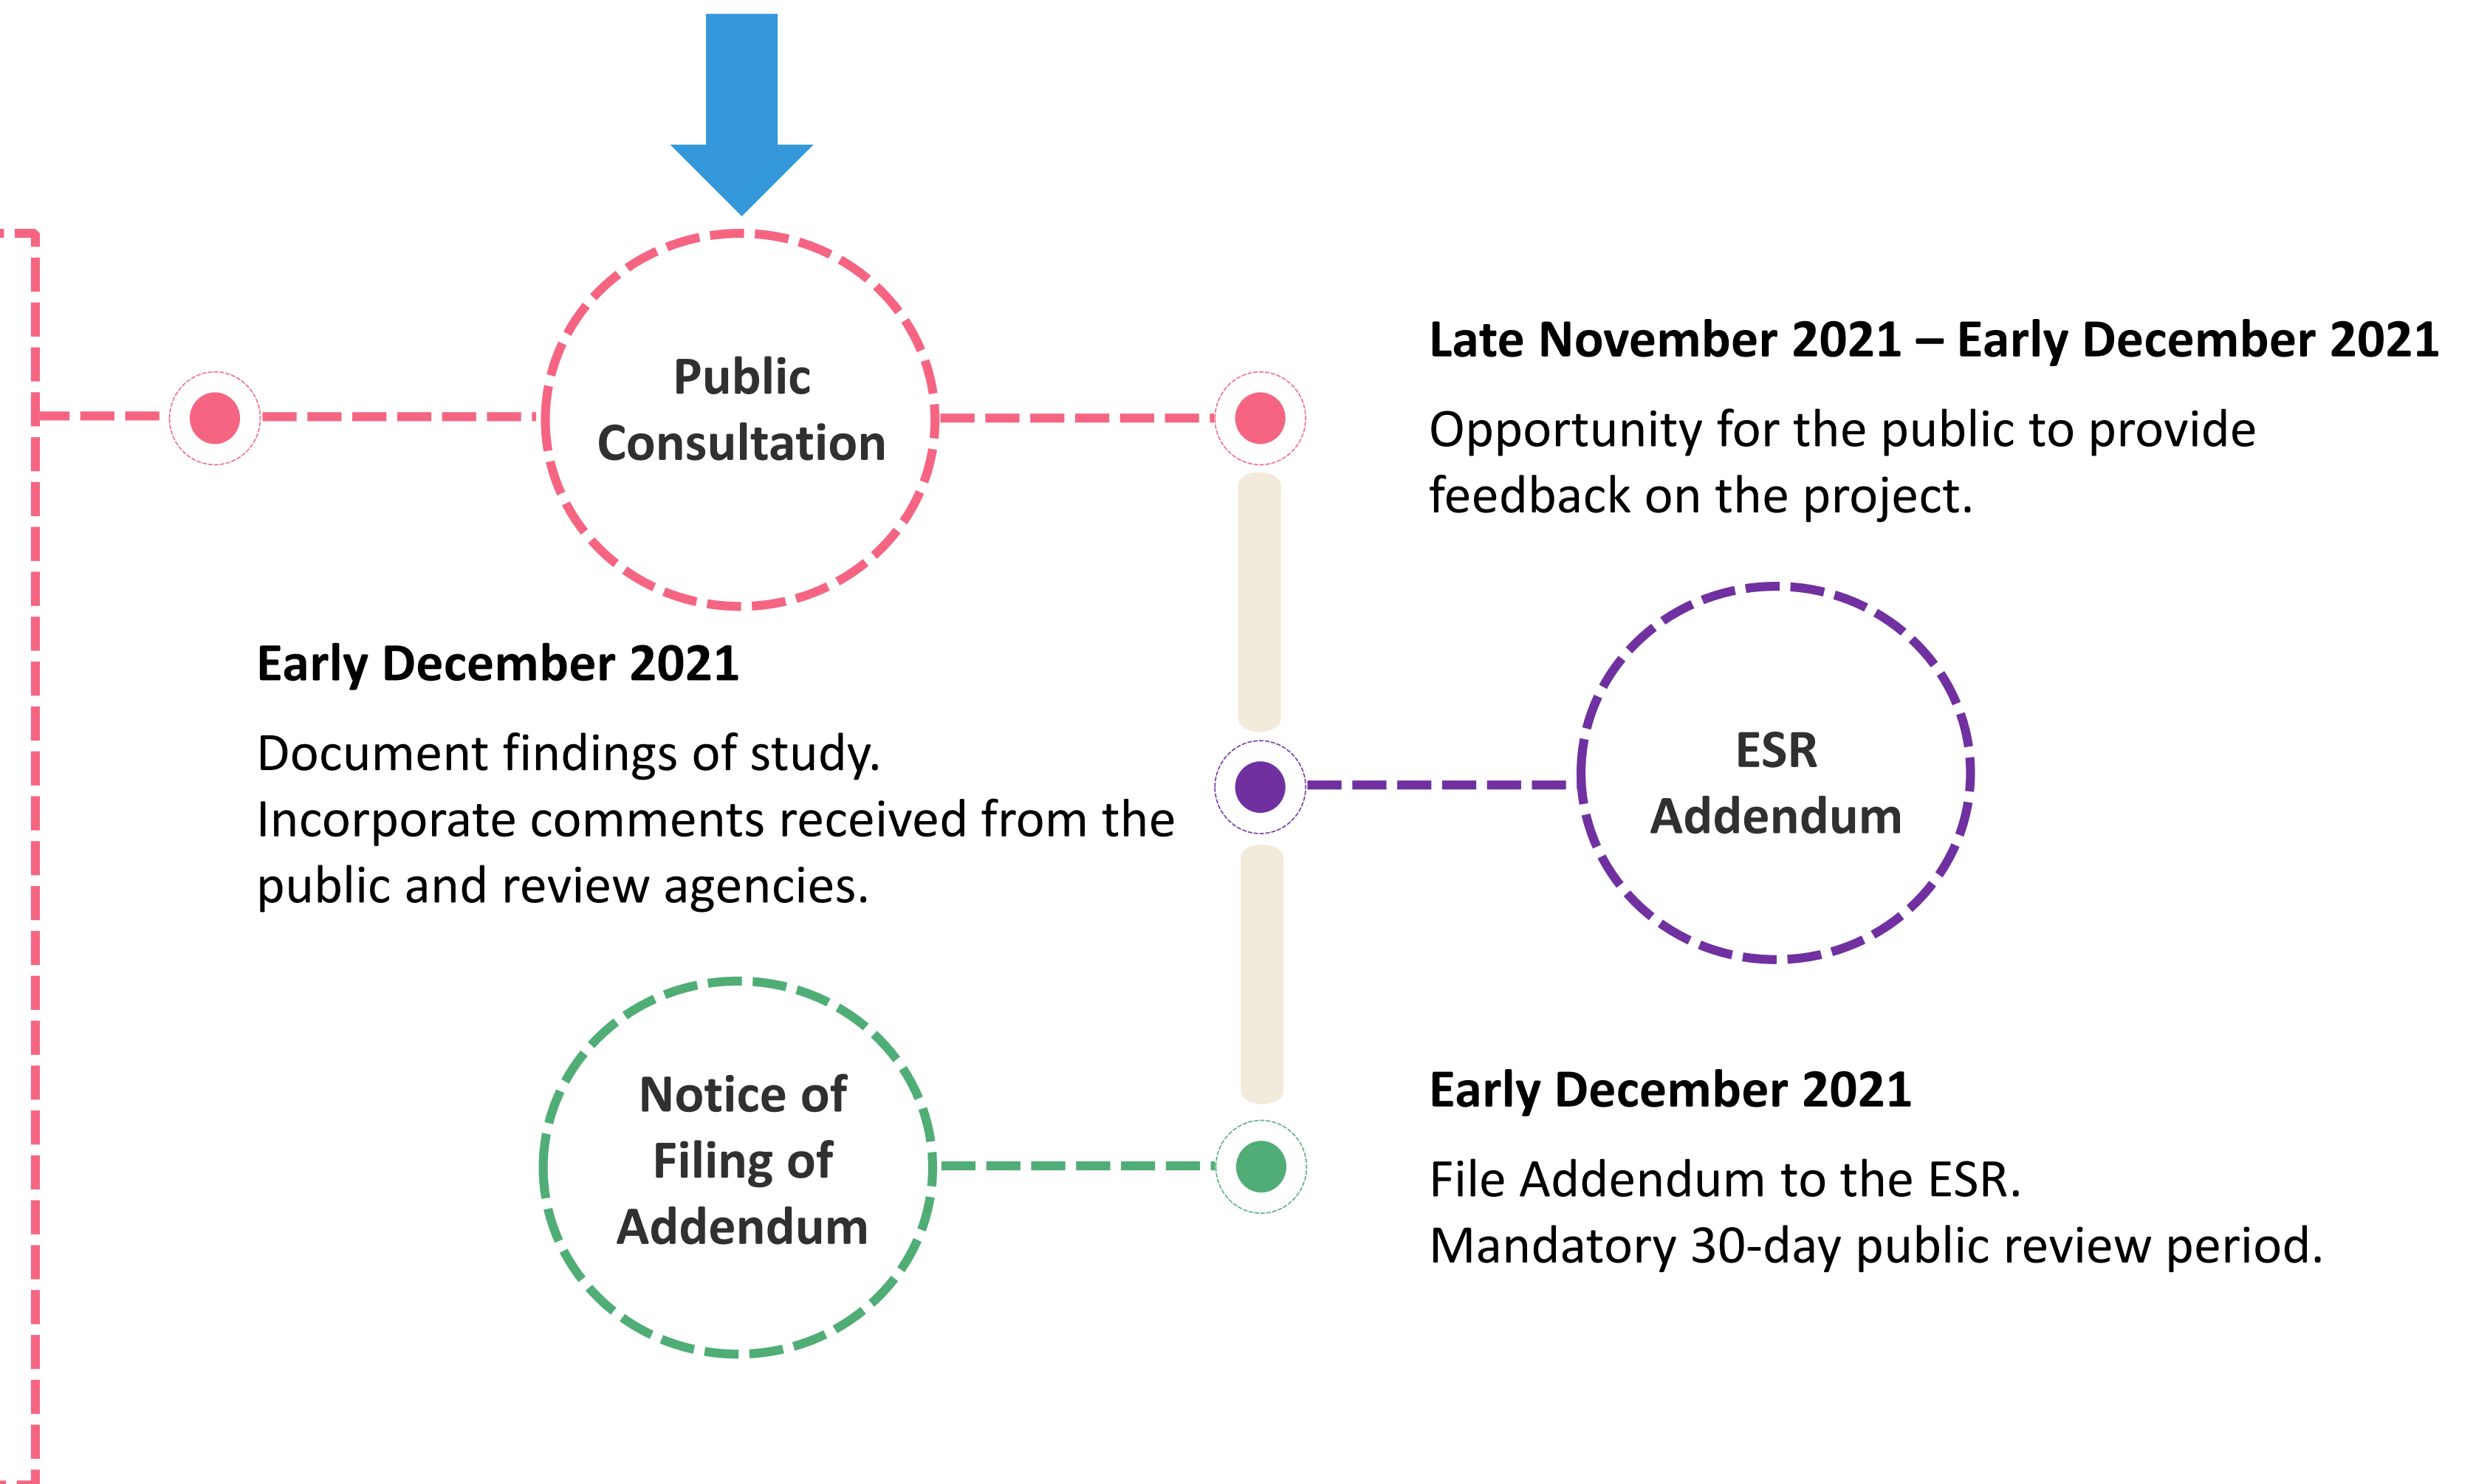 Public
Consultation
Late November 2021 – Early December 2021
Opportunity for the public to provide
feedback on the project.
Early December 2021
Document findings of study.
Incorporate comments received from the
public and review agencies.
ESR
Addendum
Notice of
Filing of
Addendum
Early December 2021
File Addendum to the ESR.
Mandatory 30-day public review period.